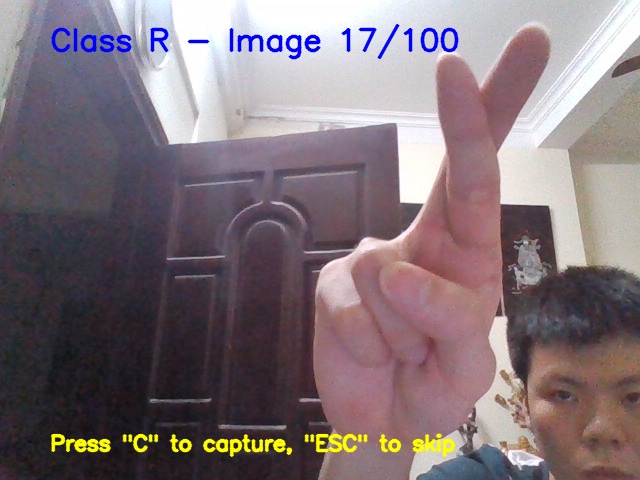 Class R - Image 17/100
Press "C" to capture, "ESC" to skip